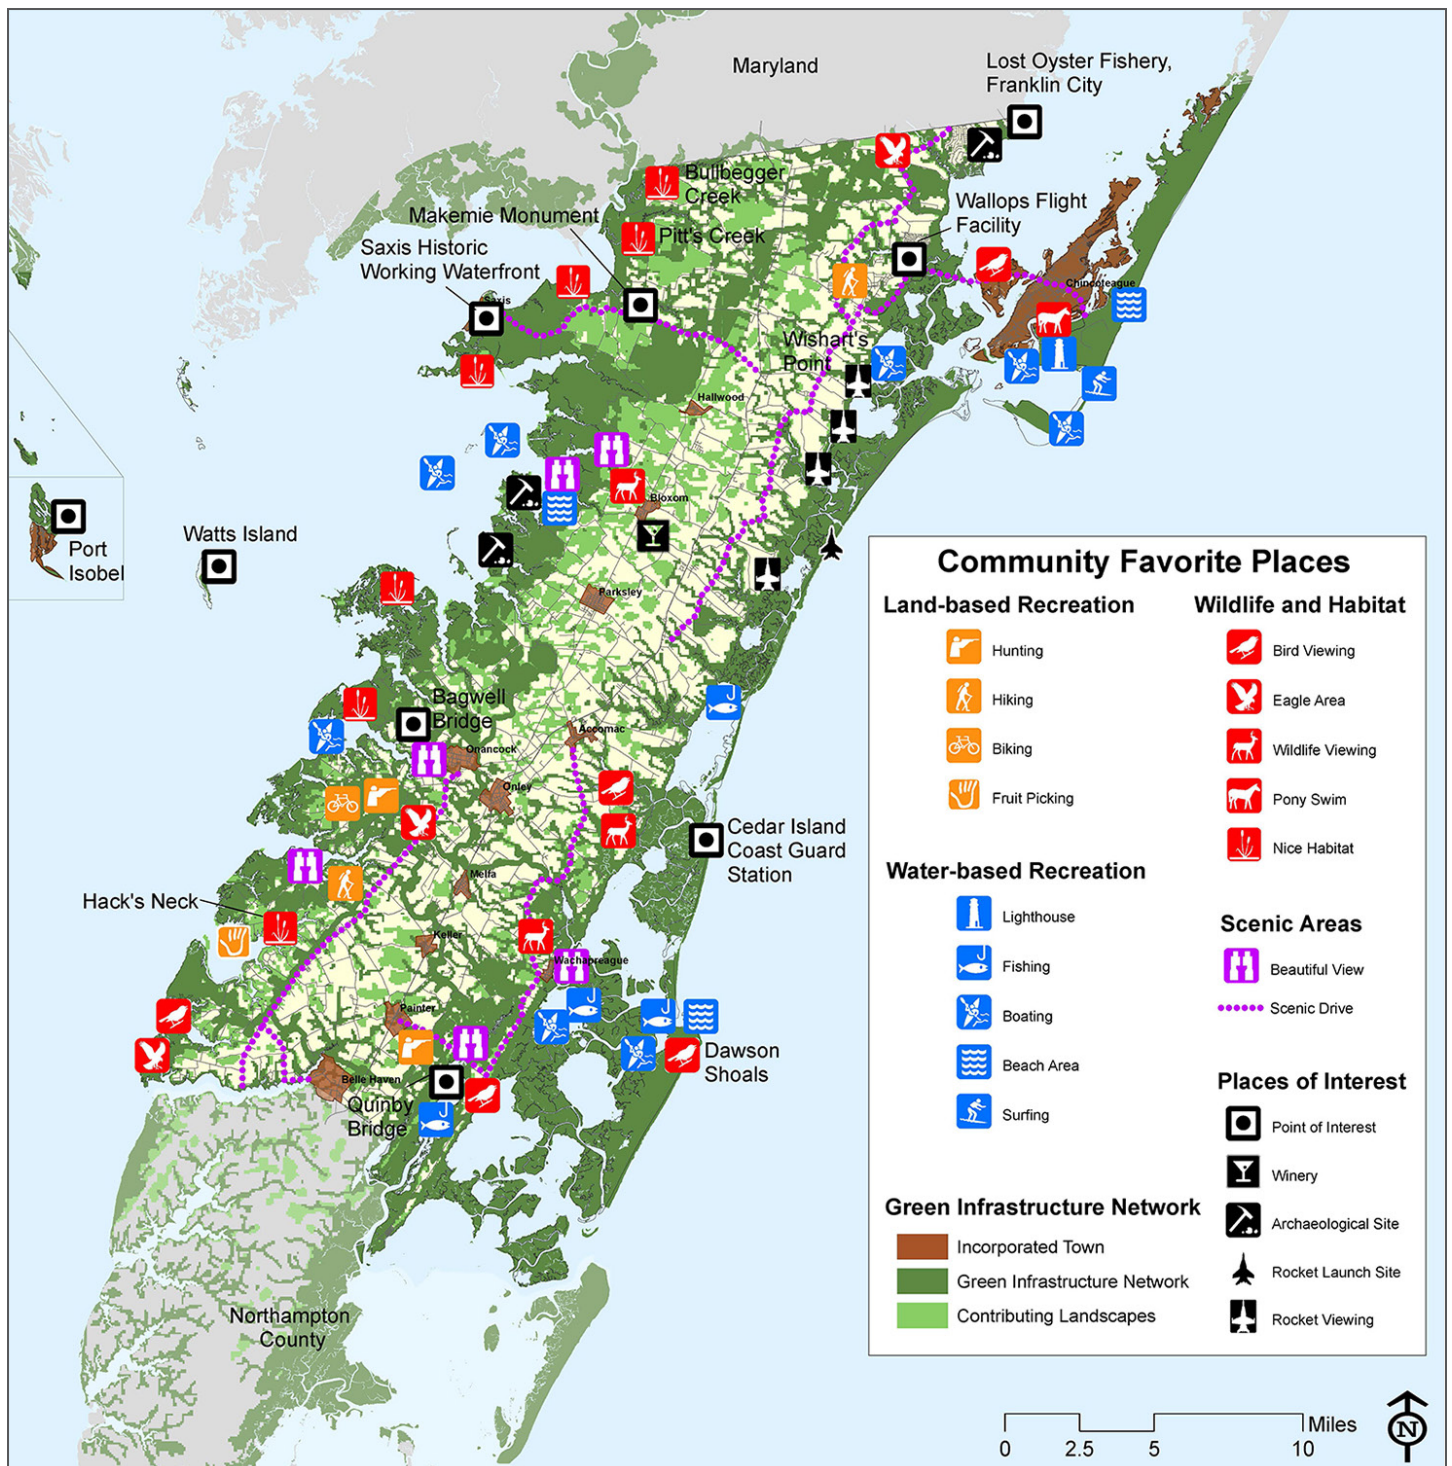 Maryland
Lost Oyster Fishery,
Franklin City
Bullbegger
Creek
Makemie Monument
Pitt's Creek
Wallops Flight
Facility
Saxis Historic
Working Waterfront
Saxis
Chincoteague
Wishart's
Point
Hallwood
Bloxom
Port
Isobel
Watts Island
Parksley
Bagwell
Bridge
Accomac
Onancock
Onley
Cedar Island
Coast Guard
Station
Melfa
Hack's Neck
Keller
Wachapreague
Painter
Dawson
Shoals
Belle Haven
Quinby
Bridge
Northampton
County
Community Favorite Places
Land-based Recreation
Hunting
Hiking
Biking
Fruit Picking
Water-based Recreation
Lighthouse
Fishing
Boating
Beach Area
Surfing
Green Infrastructure Network
Incorporated Town
Green Infrastructure Network
Contributing Landscapes
Wildlife and Habitat
Bird Viewing
Eagle Area
Wildlife Viewing
Pony Swim
Nice Habitat
Scenic Areas
Beautiful View
Scenic Drive
Places of Interest
Point of Interest
Winery
Archaeological Site
Rocket Launch Site
Rocket Viewing
Miles
0 2.5 5 10
N